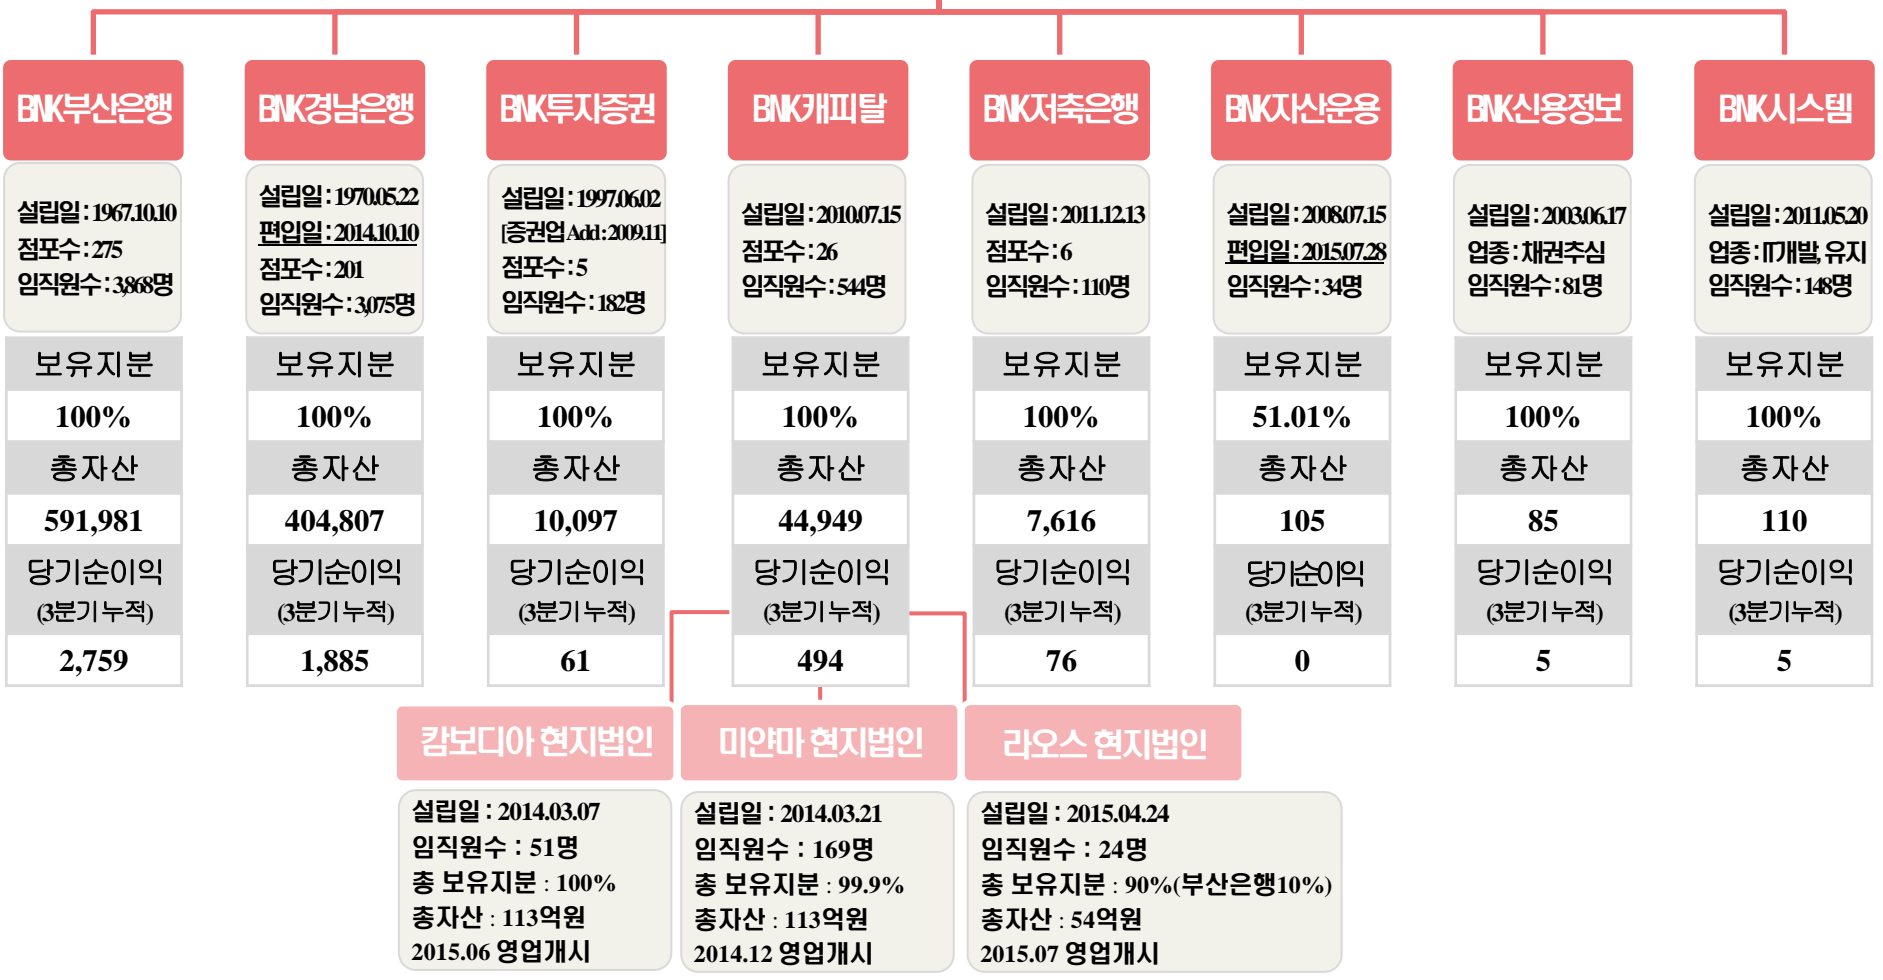 BNK부산은행
설립일 : 1967.10.10
점포수 : 275
임직원수 : 3,868명
보유지분
100%
총자산
591,981
당기순이익
(3분기 누적)
2,759
BNK경남은행
설립일 : 1970.05.22
편입일 : 2014.10.10
점포수 : 201
임직원수 : 3,075명
보유지분
100%
총자산
404,807
당기순이익
(3분기 누적)
1,885
BNK투자증권
설립일 : 1997.06.02
[증권업 Add : 2009.11]
점포수 : 5
임직원수 : 182명
보유지분
100%
총자산
10,097
당기순이익
(3분기 누적)
61
BNK캐피탈
설립일 : 2010.07.15
점포수 : 26
임직원수 : 544명
보유지분
100%
총자산
44,949
당기순이익
(3분기 누적)
494
BNK저축은행
설립일 : 2011.12.13
점포수 : 6
임직원수 : 110명
보유지분
100%
총자산
7,616
당기순이익
(3분기 누적)
76
BNK자산운용
설립일 : 2008.07.15
편입일 : 2015.07.28
임직원수 : 34명
보유지분
51.01%
총자산
105
당기순이익
(3분기 누적)
0
BNK신용정보
설립일 : 2003.06.17
업종 : 채권추심
임직원수 : 81명
보유지분
100%
총자산
85
당기순이익
(3분기 누적)
5
BNK시스템
설립일 : 2011.05.20
업종 : IT개발, 유지
임직원수 : 148명
보유지분
100%
총자산
110
당기순이익
(3분기 누적)
5
캄보디아 현지법인
설립일 : 2014.03.07
임직원수 : 51명
총 보유지분 : 100%
총자산 : 113억원
2015.06 영업개시
미얀마 현지법인
설립일 : 2014.03.21
임직원수 : 169명
총 보유지분 : 99.9%
총자산 : 113억원
2014.12 영업개시
라오스 현지법인
설립일 : 2015.04.24
임직원수 : 24명
총 보유지분 : 90%(부산은행10%)
총자산 : 54억원
2015.07 영업개시